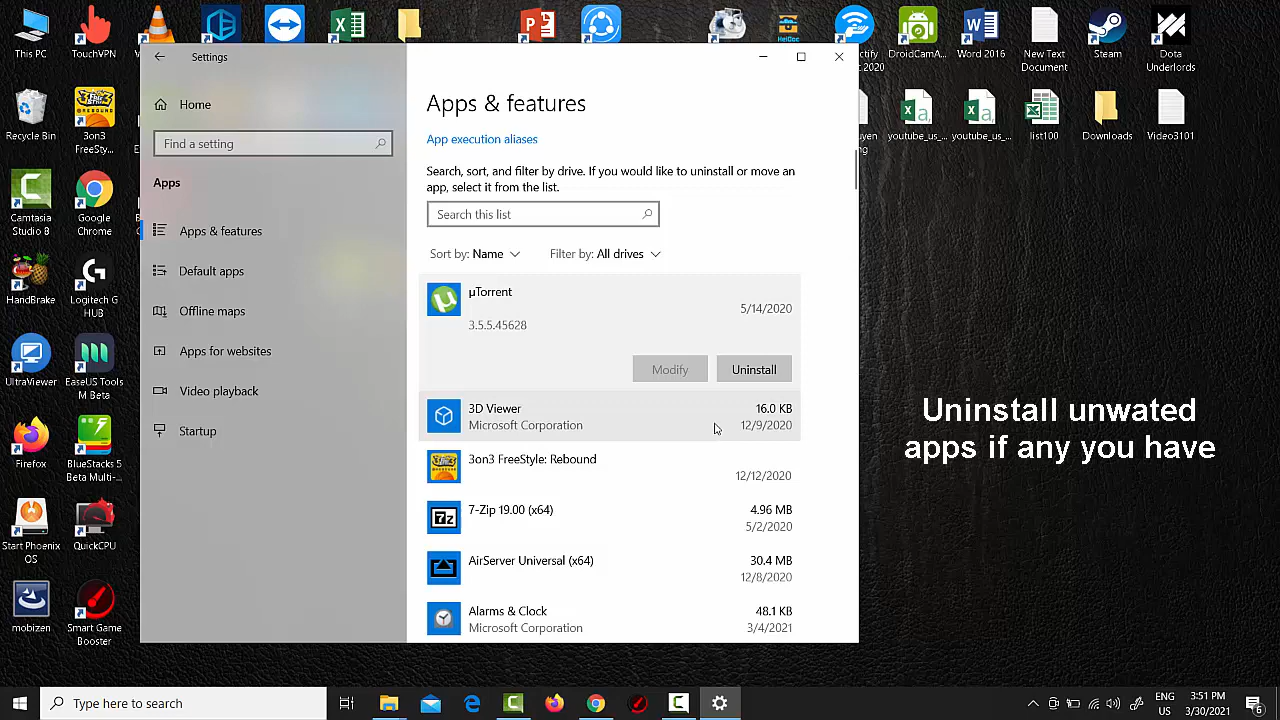 This PC
TouchVPN
ctify
t 2020
DroidCamA...
Word 2016
New Text
Document
Steam
Dota
Underlords
Settings
Home
Find a setting
Apps
Apps & features
Default apps
Offline maps
Apps for websites
Video playback
Startup
Apps & features
App execution aliases
Search, sort, and filter by drive. If you would like to uninstall or move an
app, select it from the list.
Search this list
Sort by: Name
Filter by: All drives
µTorrent
5/14/2020
3.5.5.45628
Modify
Uninstall
3D Viewer
16.0 KB
Microsoft Corporation
12/9/2020
3on3 FreeStyle: Rebound
12/12/2020
7-Zip 19.00 (x64)
4.96 MB
5/2/2020
AirServer Universal (x64)
30.4 MB
12/8/2020
Alarms & Clock
48.1 KB
Microsoft Corporation
3/4/2021
Recycle Bin
3on3
FreeSty...
Camtasia
Studio 8
Google
Chrome
HandBrake
Logitech G
HUB
UltraViewer
EaseUS Tools
M Beta
Firefox
BlueStacks 5
Beta Multi-...
Start Phoenix
OS
QuickCPU
mobizen
Smart Game
Booster
uyen
ng
youtube_us_...
youtube_us_...
list100
Downloads
Video3101
Uninstall unwated
apps if any you have
Type here to search
ENG
US
3:51 PM
3/30/2021
6